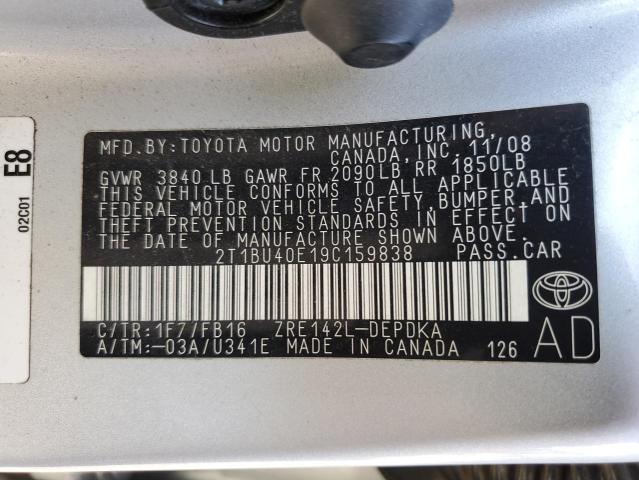 MFD. BY: TOYOTA MOTOR MANUFACTURING,
CANADA, INC. 11/08
GVWR 3840 LB GAWR FR 2090LB RR 1850LB
THIS VEHICLE CONFORMS TO ALL APPLICABLE
FEDERAL MOTOR VEHICLE SAFETY, BUMPER, AND
THEFT PREVENTION STANDARDS IN EFFECT ON
THE DATE OF MANUFACTURE SHOWN ABOVE.
2T1BU40E19C159838 PASS. CAR
C/TR: 1F7/FB16 ZRE142L-DEPDKA
A/TM: -03A/U341E MADE IN CANADA 126
AD
E8
02C01